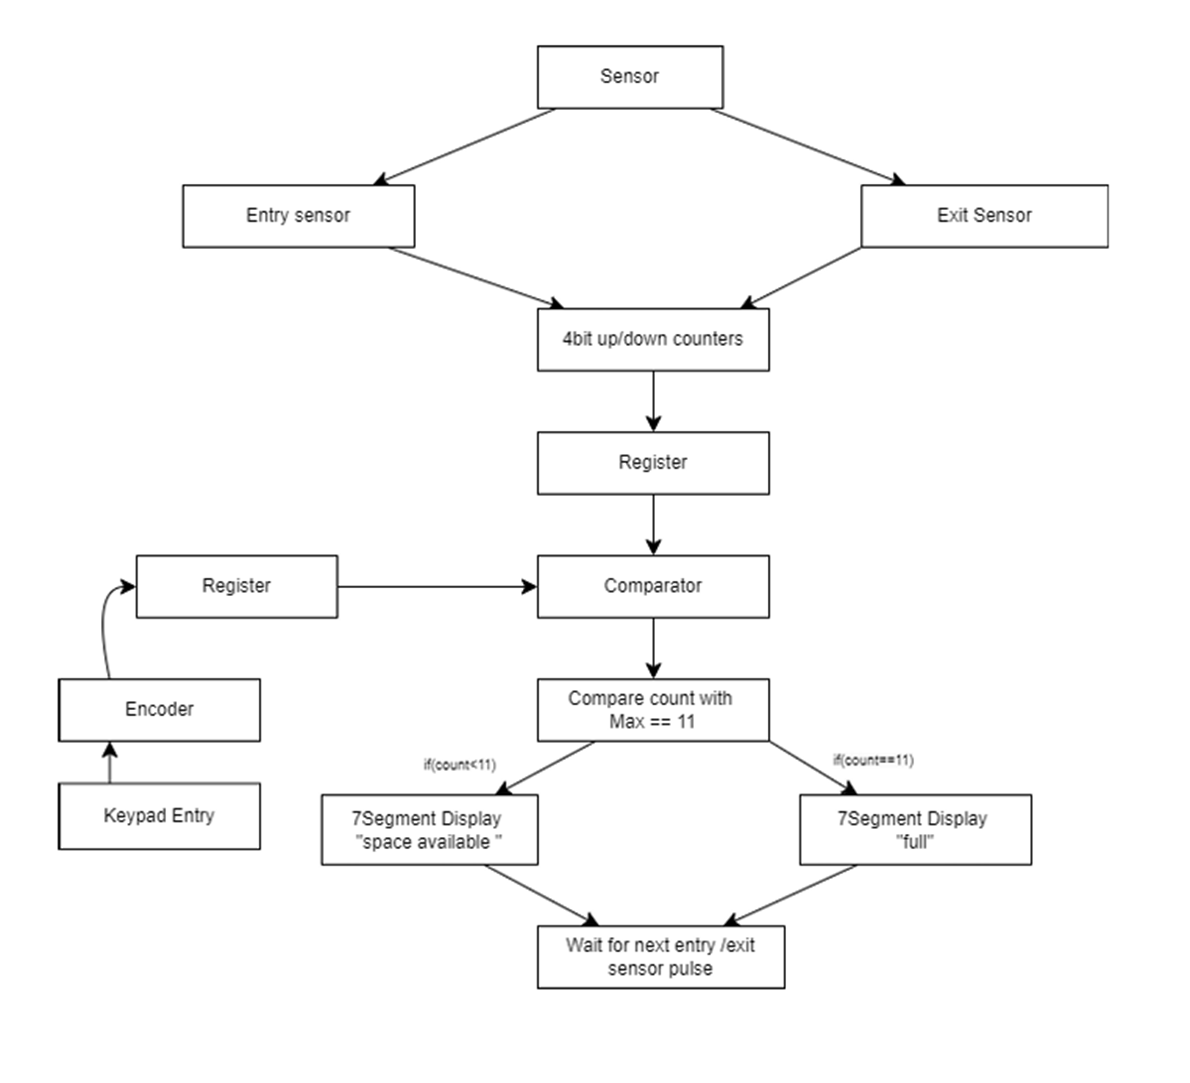 Sensor
Entry sensor
Exit Sensor
4bit up/down counters
Register
Register
Comparator
Encoder
Compare count with
Max == 11
if(count<11)
if(count==11)
Keypad Entry
7Segment Display
"space available "
7Segment Display
"full"
Wait for next entry /exit
sensor pulse